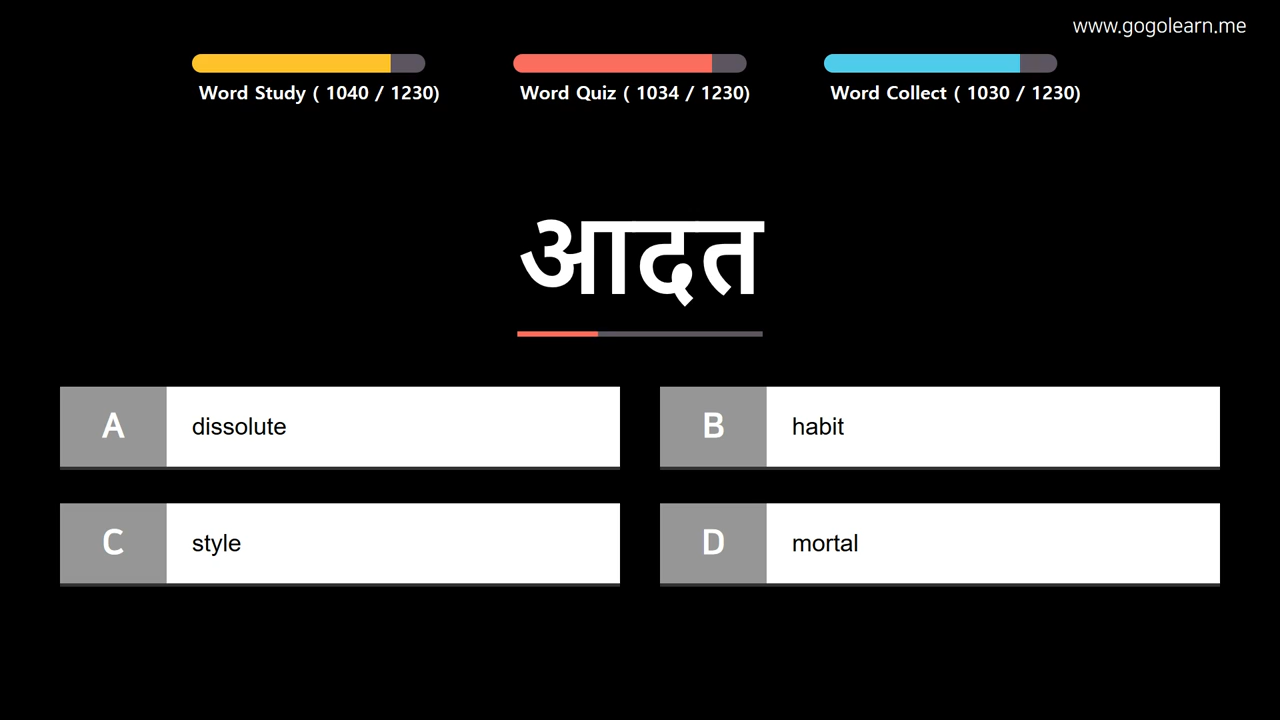 www.gogolearn.me
Word Study ( 1040 / 1230)
Word Quiz ( 1034 / 1230)
Word Collect ( 1030 / 1230)
आदत
A dissolute
B habit
C style
D mortal